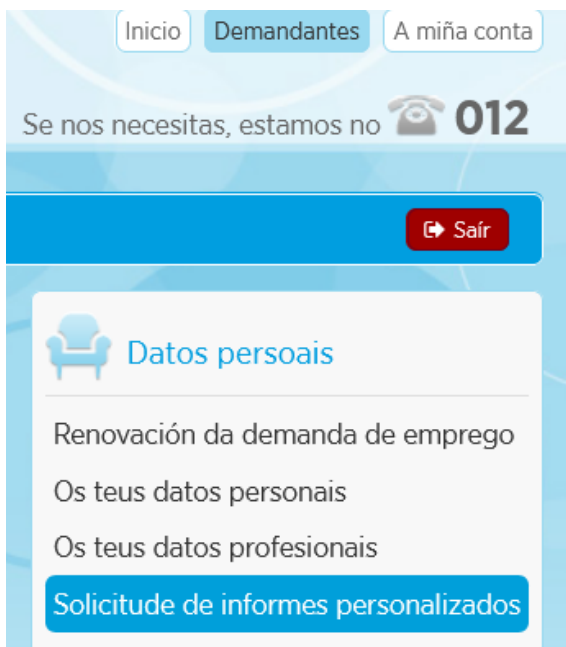 Inicio Demandantes A miña conta
Se nos necesitas, estamos no 012
Saír
Datos persoais
Renovación da demanda de emprego
Os teus datos personais
Os teus datos profesionais
Solicitude de informes personalizados